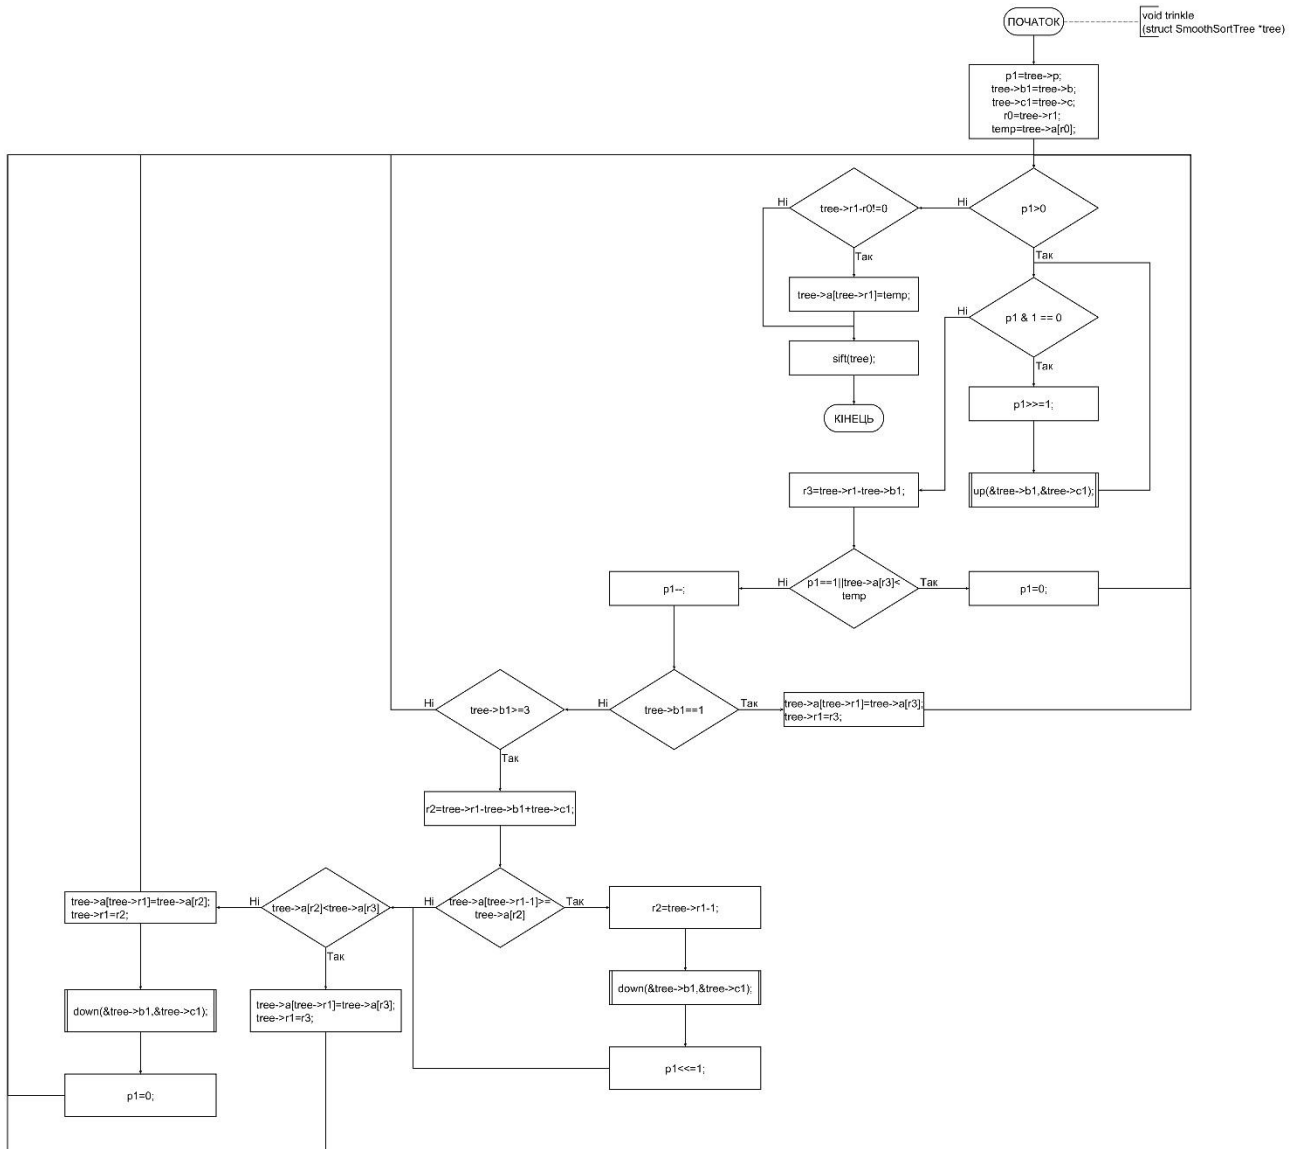 ПОЧАТОК
void trinkle
(struct SmoothSortTree *tree)
p1=tree->p;
tree->b1=tree->b;
tree->c1=tree->c;
r0=tree->r1;
temp=tree->a[r0];
Ні
tree->r1-r0!=0
Ні
p1>0
Так
Так
tree->a[tree->r1]=temp;
Ні
p1 & 1 == 0
sift(tree);
Так
p1>>=1;
КІНЕЦЬ
r3=tree->r1-tree->b1;
up(&tree->b1,&tree->c1);
p1--;
Ні
p1==1||tree->a[r3]<
temp
Так
p1=0;
Ні
tree->b1>=3
Ні
tree->b1==1
Так
tree->a[tree->r1]=tree->a[r3];
tree->r1=r3;
Так
r2=tree->r1-tree->b1+tree->c1;
tree->a[tree->r1]=tree->a[r2];
tree->r1=r2;
Ні
tree->a[r2]<tree->a[r3]
Ні
tree->a[tree->r1-1]>=
tree->a[r2]
Так
r2=tree->r1-1;
Так
down(&tree->b1,&tree->c1);
tree->a[tree->r1]=tree->a[r3];
tree->r1=r3;
down(&tree->b1,&tree->c1);
p1=0;
p1<<=1;